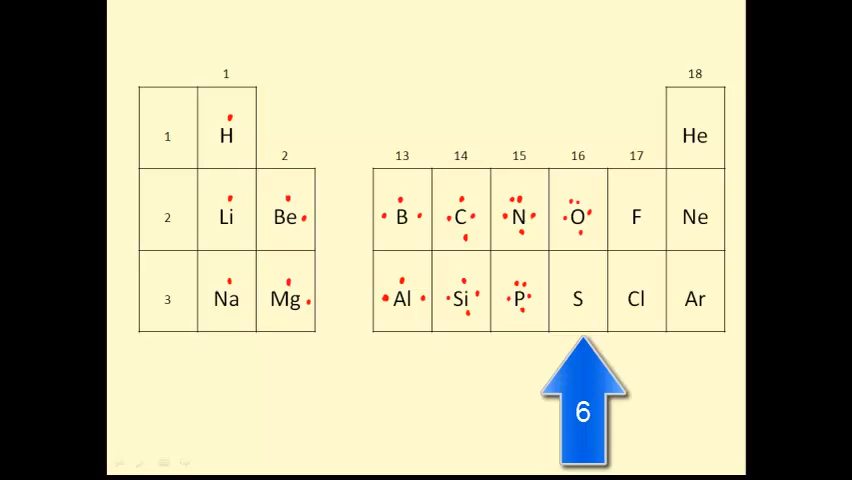 1 18
1 H He
2 13 14 15 16 17
2 Li Be B C N O F Ne
3 Na Mg Al Si P S Cl Ar
6